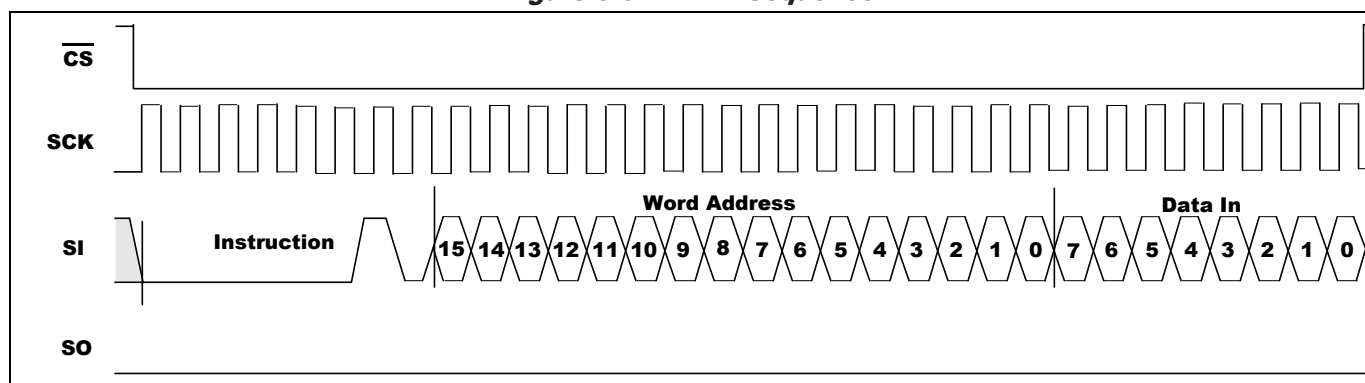 CS
SCK
Word Address
Data In
SI
Instruction
15 14 13 12 11 10 9 8 7 6 5 4 3 2 1 0 7 6 5 4 3 2 1 0
SO